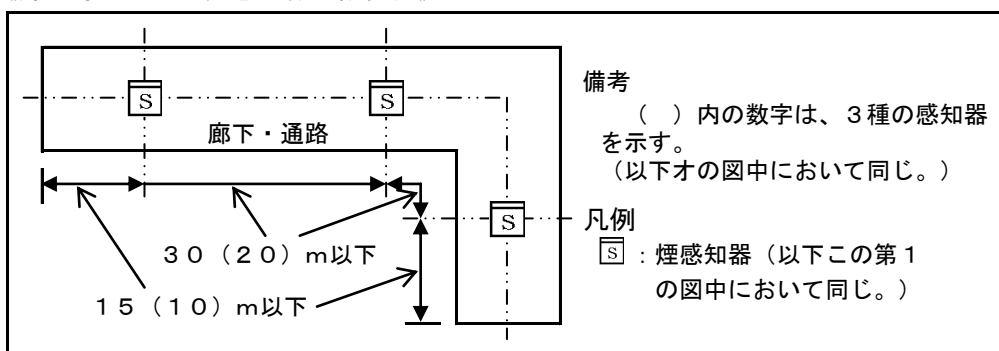 S
S
廊下・通路
S
３０（２０）ｍ以下
１５（１０）ｍ以下
備考
（　）内の数字は、３種の感知器
を示す。
（以下オの図中において同じ。）
凡例
S：煙感知器（以下この第１
の図中において同じ。）